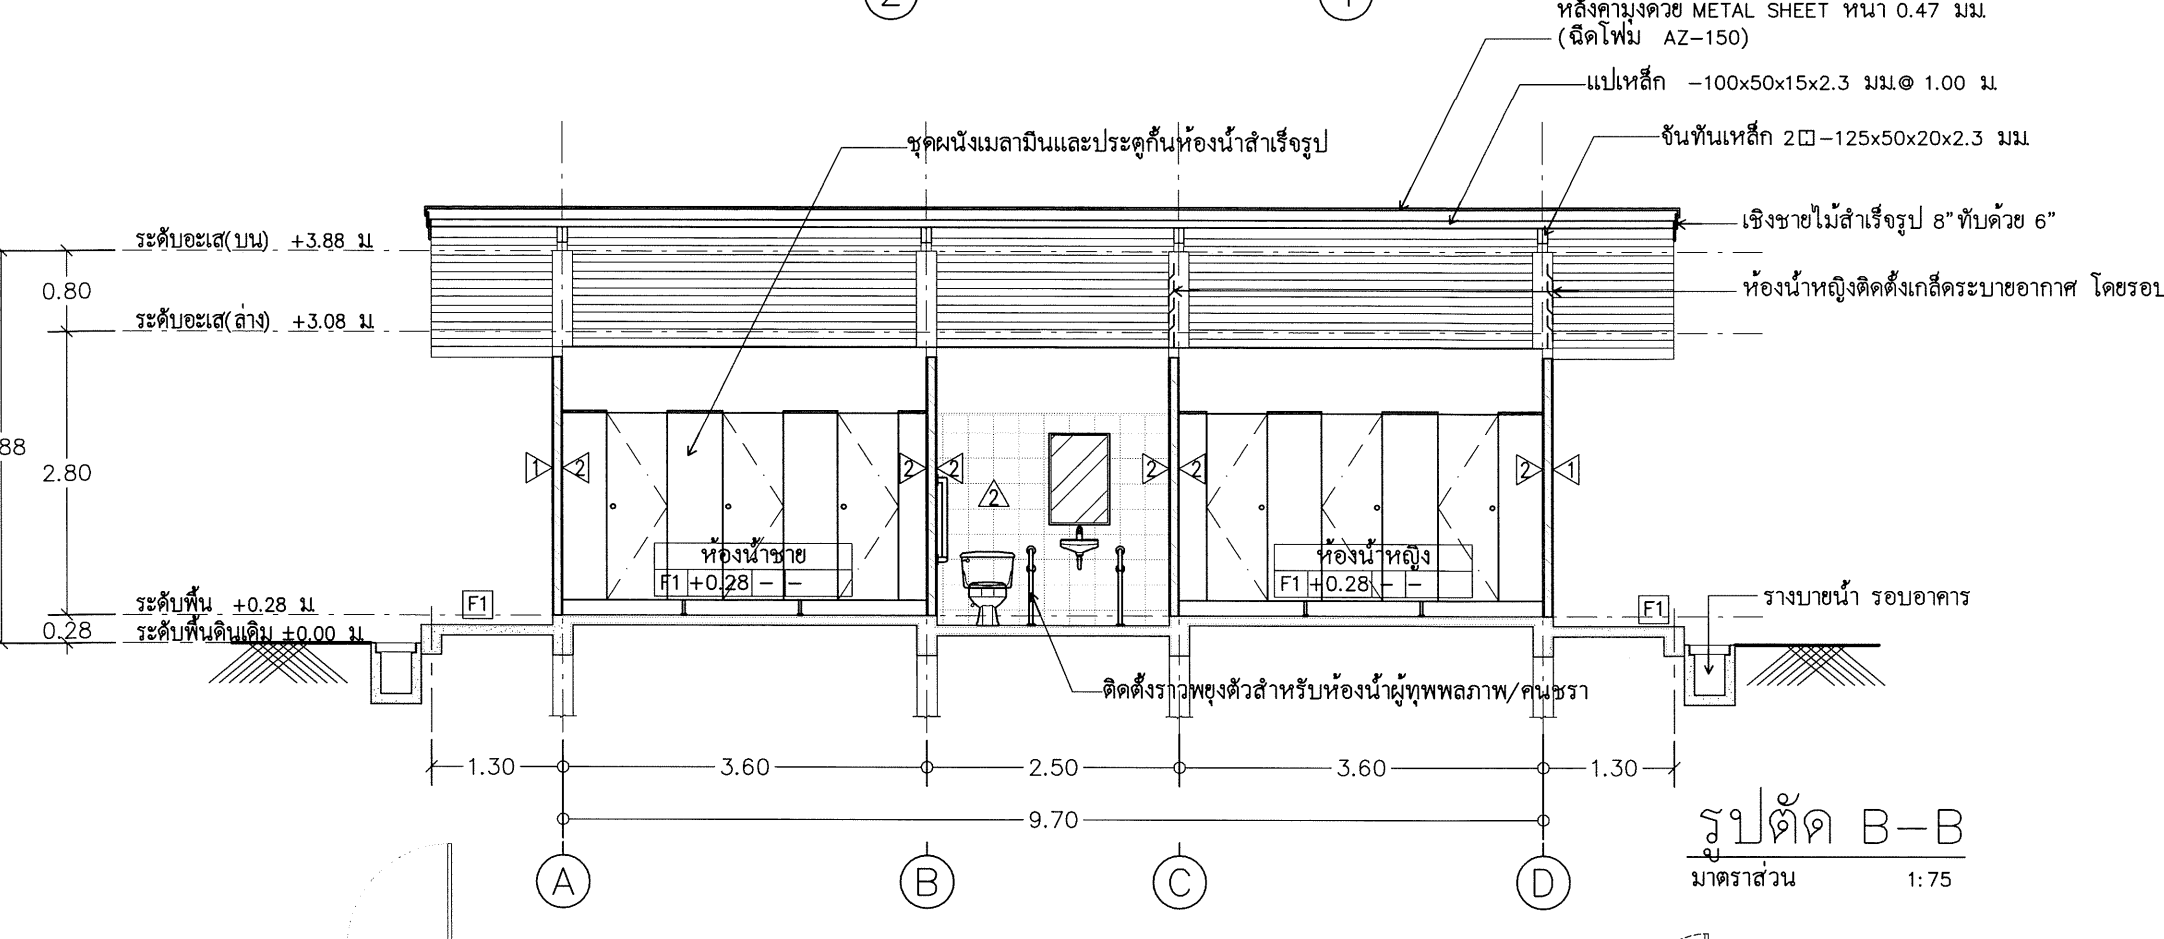 2
1
หลังคามุงด้วย METAL SHEET หนา 0.47 มม.
(ฉีดโฟม AZ-150)
แปเหล็ก -100x50x15x2.3 มม.@ 1.00 ม.
จันทันเหล็ก 2-125x50x20x2.3 มม.
ชุดผนังเมลามีนและประตูกั้นห้องน้ำสำเร็จรูป
เชิงชายไม้สำเร็จรูป 8" ทับด้วย 6"
ระดับอะเส(บน) +3.88 ม.
0.80
ห้องน้ำหญิงติดตั้งเกล็ดระบายอากาศ โดยรอบ
ระดับอะเส(ล่าง) +3.08 ม.
88
2.80
1 2 2 2 2 2 2 1
2
ห้องน้ำชาย
F1 +0.28 - -
ห้องน้ำหญิง
F1 +0.28 - -
ระดับพื้น +0.28 ม.
F1
F1
รางบายน้ำ รอบอาคาร
0.28
ระดับพื้นดินเดิม ±0.00 ม.
ติดตั้งราวพยุงตัวสำหรับห้องน้ำผู้ทุพพลภาพ/คนชรา
1.30 3.60 2.50 3.60 1.30
9.70
A B C D
รูปตัด B-B
มาตราส่วน 1:75